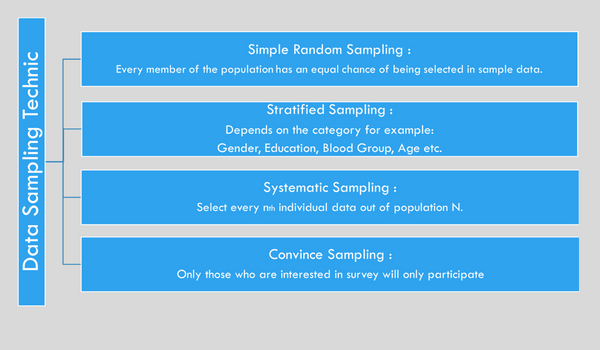 Data Sampling Technic
Simple Random Sampling :
Every member of the population has an equal chance of being selected in sample data.
Stratified Sampling :
Depends on the category for example:
Gender, Education, Blood Group, Age etc.
Systematic Sampling :
Select every nth individual data out of population N.
Convince Sampling :
Only those who are interested in survey will only participate